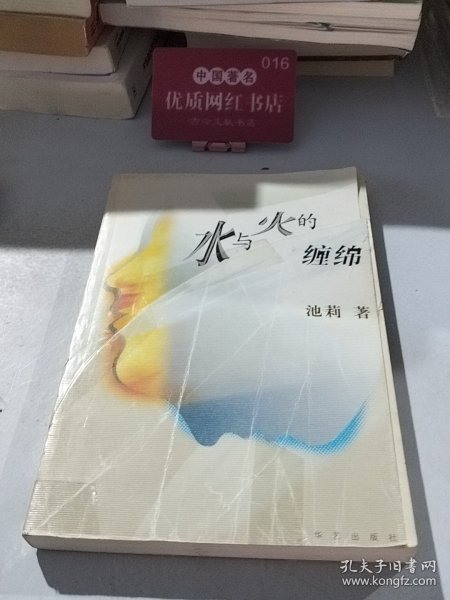 016
中国著名
优质网红书店
水与火的
缠绵
池莉 著
华艺出版社
孔夫子旧书网
www.kongfz.com